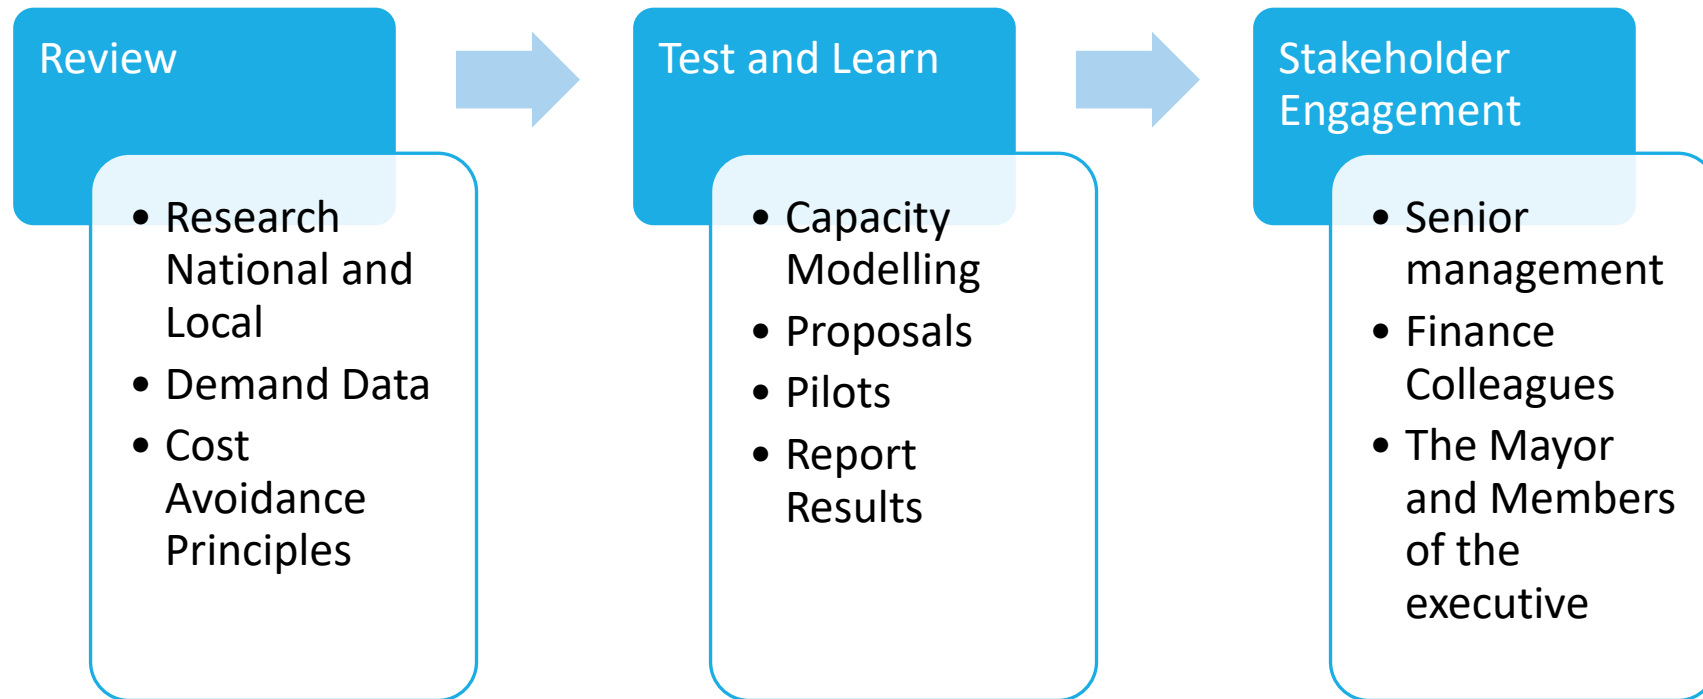 Review
• Research
National and
Local
• Demand Data
• Cost
Avoidance
Principles
Test and Learn
• Capacity
Modelling
• Proposals
• Pilots
• Report
Results
Stakeholder
Engagement
• Senior
management
• Finance
Colleagues
• The Mayor
and Members
of the
executive